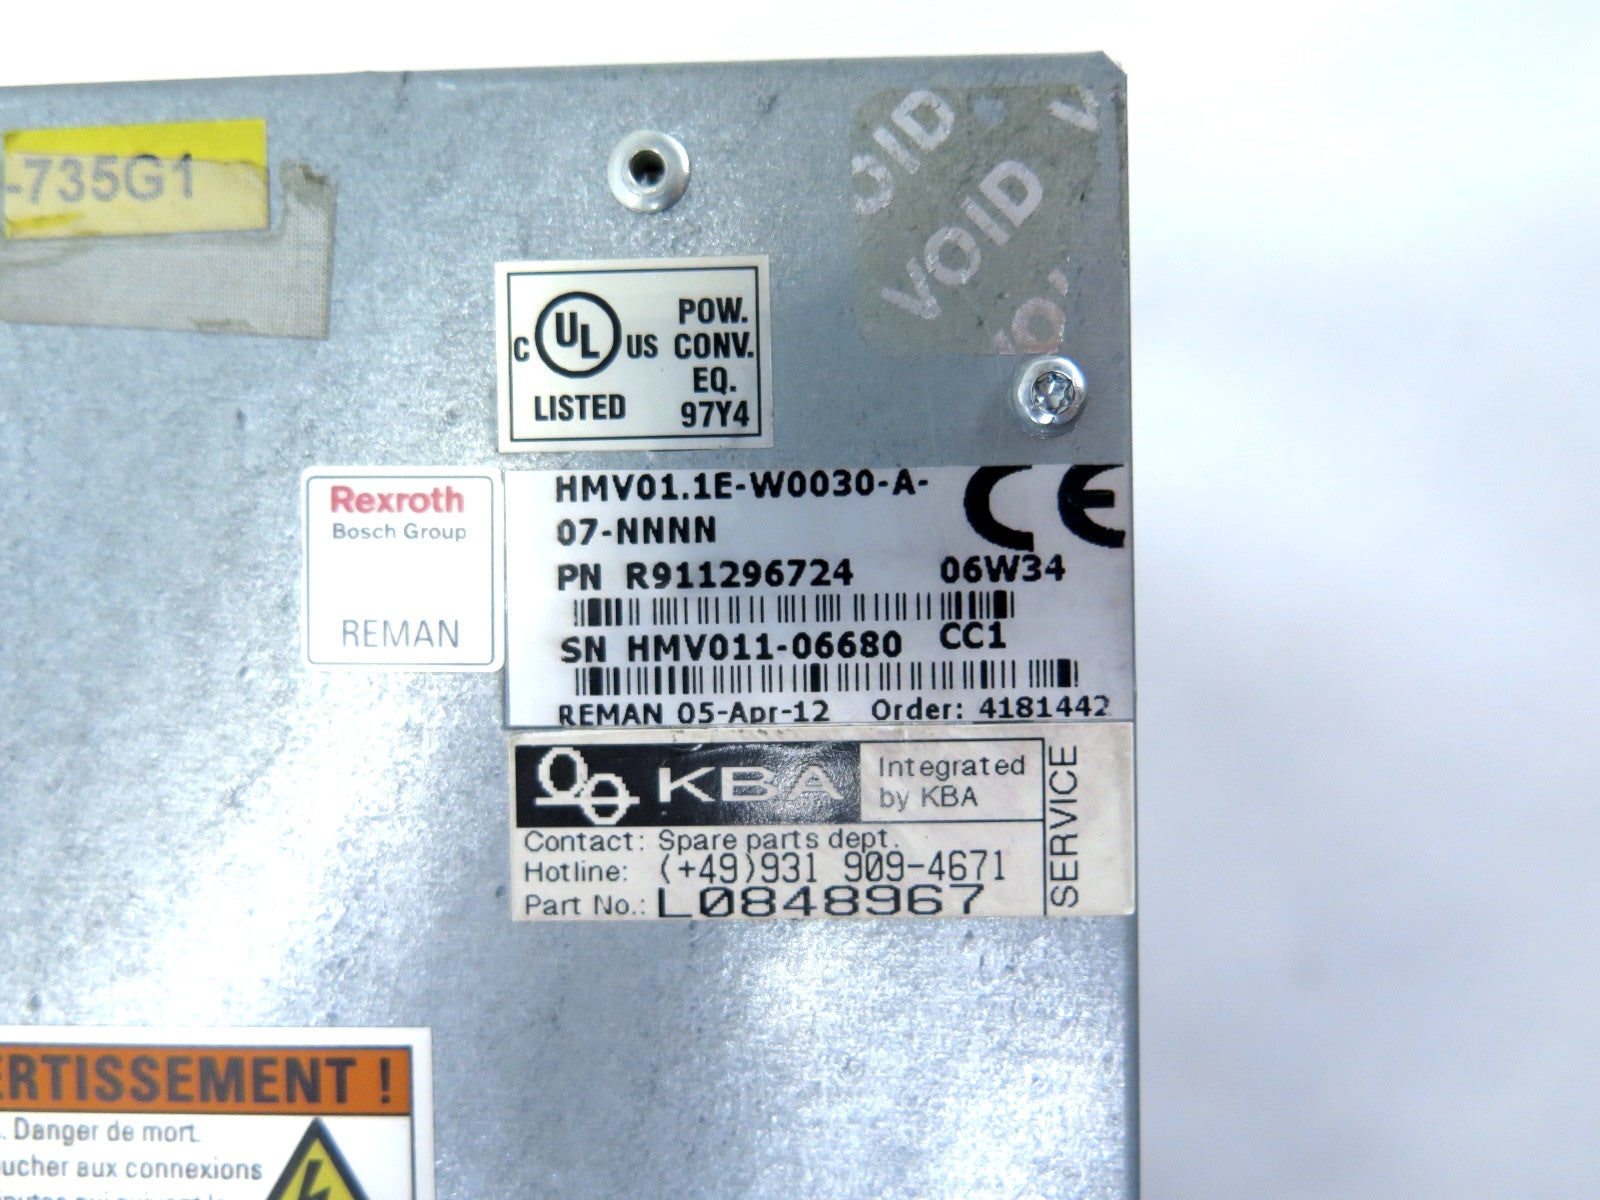 -735G1
VOID
VOID
C UL US
LISTED
POW.
CONV.
EQ.
97Y4
Rexroth
Bosch Group
REMAN
HMV01.1E-W0030-A-
07-NNNN
CE
PN R911296724 06W34
SN HMV011-06680 CC1
REMAN 05-Apr-12 Order: 4181442
KBA
Integrated
by KBA
Contact: Spare parts dept.
Hotline: (+49)931 909-4671
Part No.: L0848967
SERVICE
ERTISSEMENT !
. Danger de mort.
ucher aux connexions